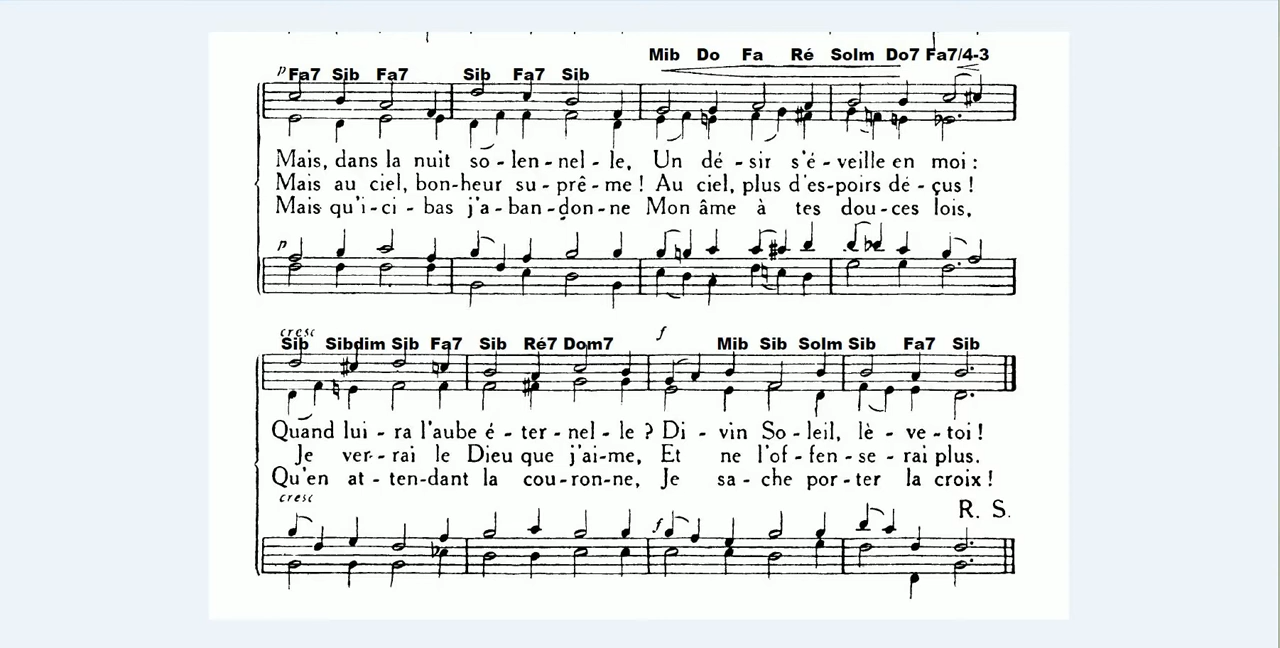 Mib Do Fa Ré Solm Do7 Fa7/4-3
p Fa7 Sib Fa7 Sib Fa7 Sib
Mais, dans la nuit so - len - nel - le, Un dé - sir s'é - veille en moi :
Mais au ciel, bon-heur su - prê - me ! Au ciel, plus d'es-poirs dé - çus !
Mais qu'i - ci - bas j'a - ban - don - ne Mon âme à tes dou - ces lois,
p
cresc f
Sib Sibdim Sib Fa7 Sib Ré7 Dom7 Mib Sib Solm Sib Fa7 Sib
Quand lui - ra l'aube é - ter - nel - le ? Di - vin So - leil, lè - ve - toi !
Je ver - rai le Dieu que j'ai-me, Et ne l'of - fen - se - rai plus.
Qu'en at - ten-dant la cou - ron - ne, Je sa - che por - ter la croix !
cresc
R. S.
f